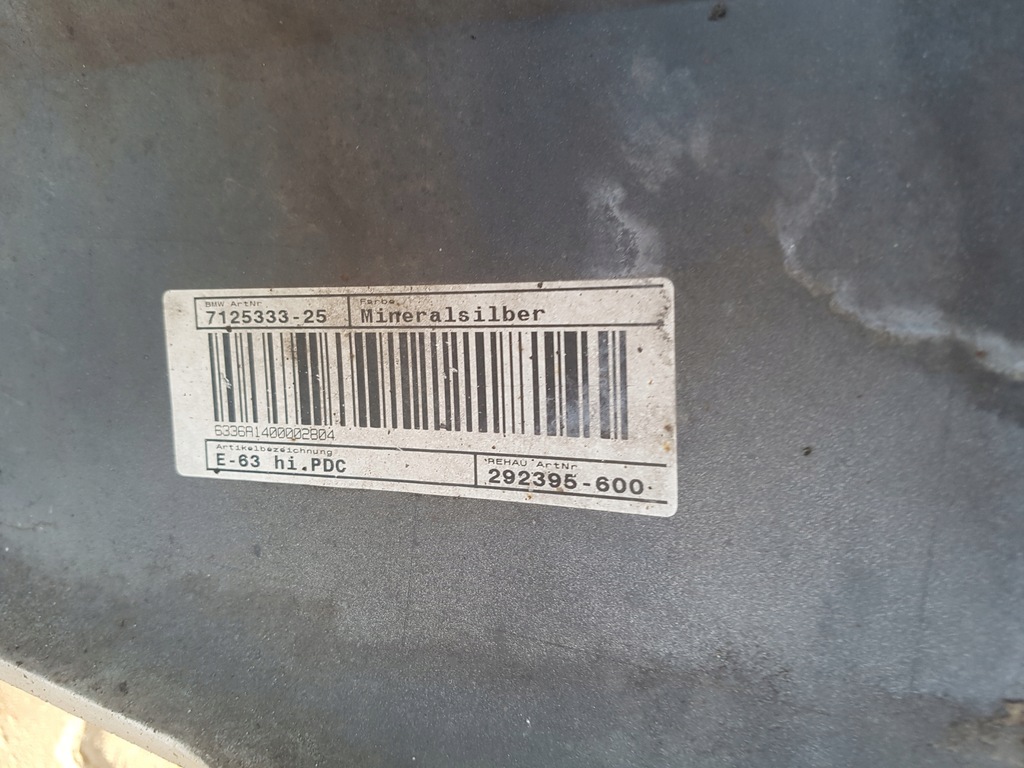 BMW ArtNr
7125333-25
Farbe
Mineralsilber
6336A1400002804
Artikelbezeichnung
E-63 hi.PDC
REHAU ArtNr
292395-600